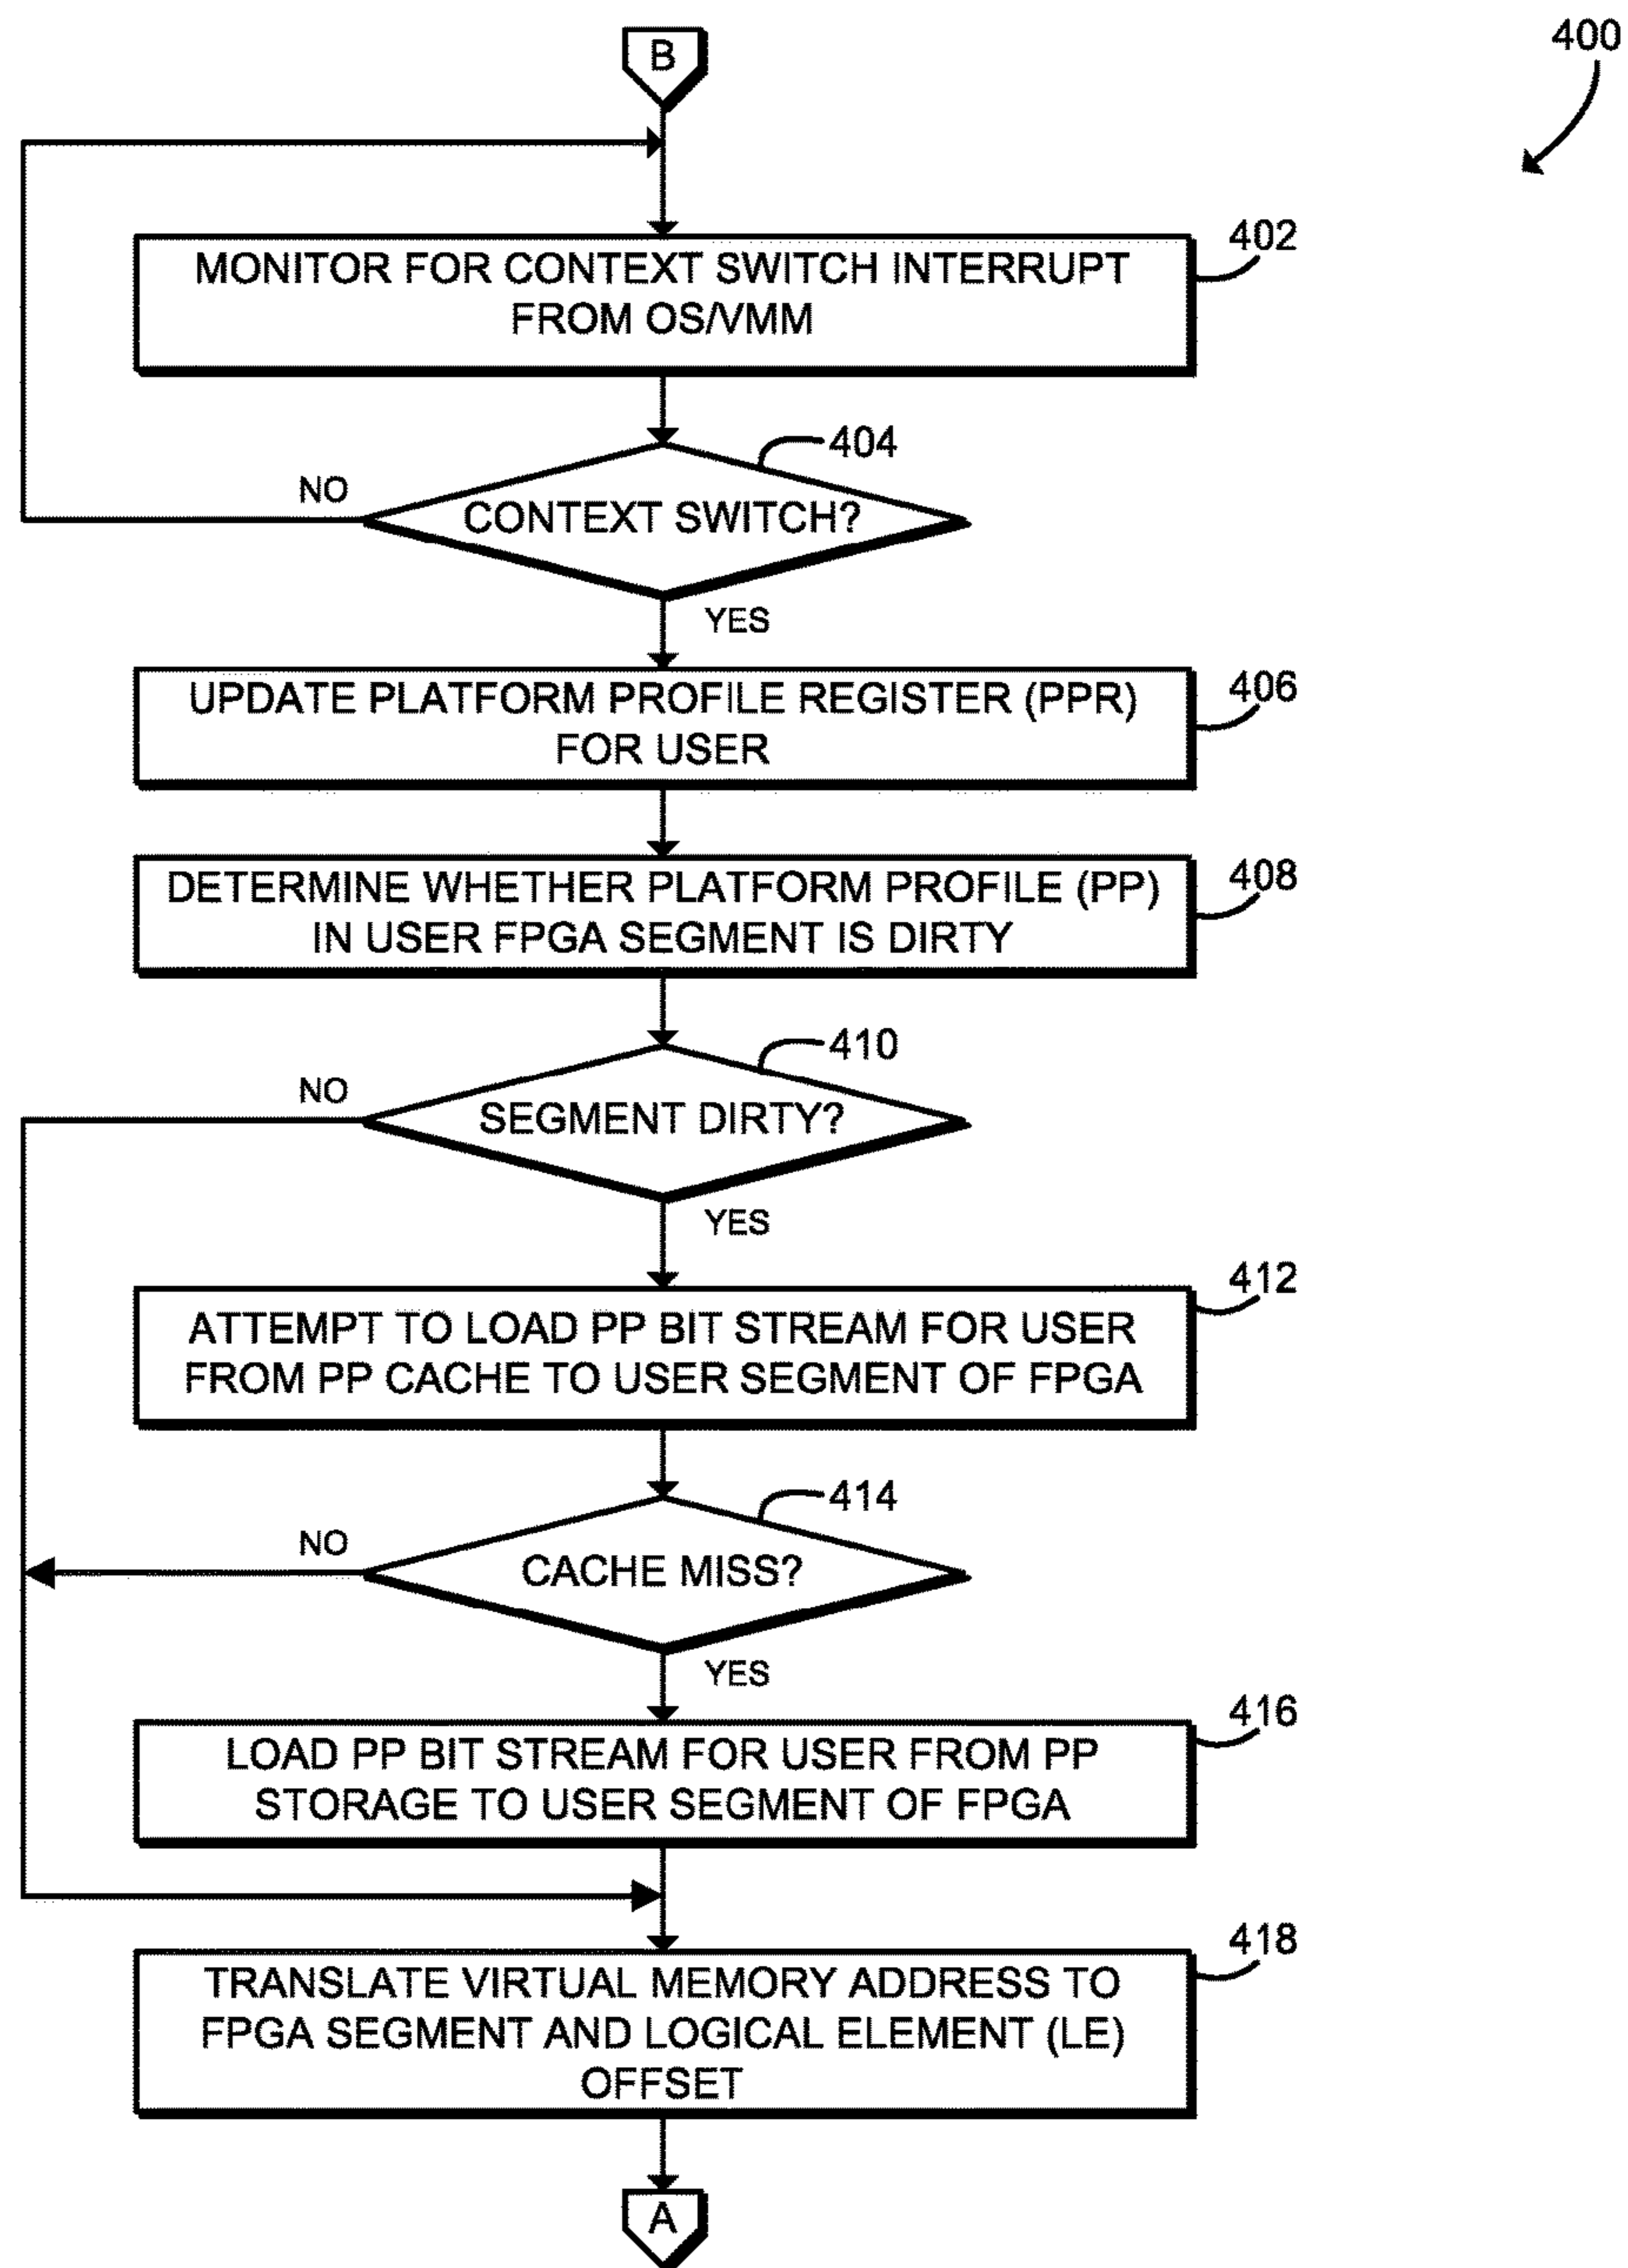 B
400
402
MONITOR FOR CONTEXT SWITCH INTERRUPT
FROM OS/VMM
404
NO
CONTEXT SWITCH?
YES
406
UPDATE PLATFORM PROFILE REGISTER (PPR)
FOR USER
408
DETERMINE WHETHER PLATFORM PROFILE (PP)
IN USER FPGA SEGMENT IS DIRTY
410
NO
SEGMENT DIRTY?
YES
412
ATTEMPT TO LOAD PP BIT STREAM FOR USER
FROM PP CACHE TO USER SEGMENT OF FPGA
414
NO
CACHE MISS?
YES
416
LOAD PP BIT STREAM FOR USER FROM PP
STORAGE TO USER SEGMENT OF FPGA
418
TRANSLATE VIRTUAL MEMORY ADDRESS TO
FPGA SEGMENT AND LOGICAL ELEMENT (LE)
OFFSET
A